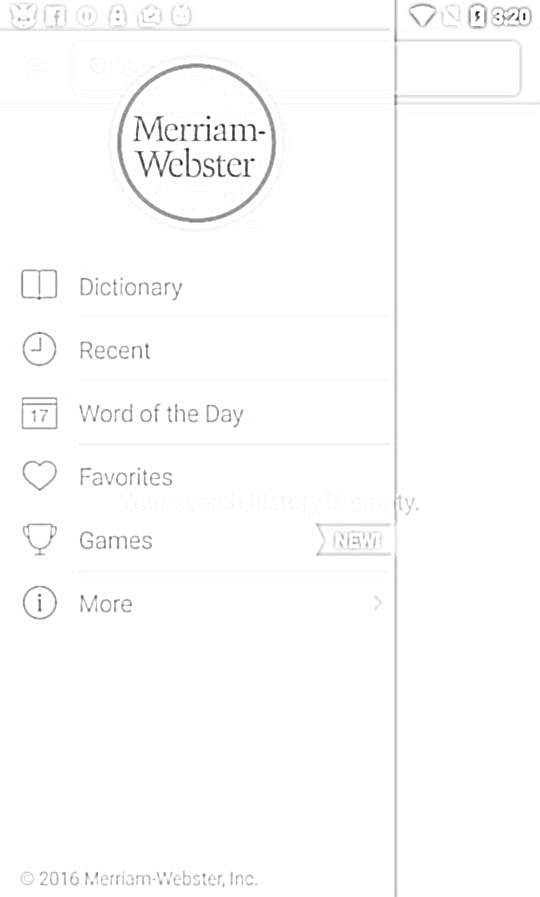 3:20
Merriam-
Webster
Dictionary
Recent
17
Word of the Day
Favorites
Your search history is empty.
Games
NEW!
More
© 2016 Merriam-Webster, Inc.